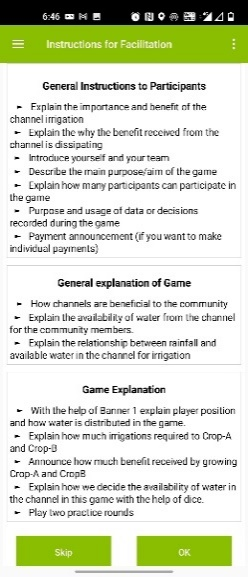 6:46
Instructions for Facilitation
General Instructions to Participants
➸ Explain the importance and benefit of the
channel irrigation
➸ Explain the why the benefit received from the
channel is dissipating
➸ Introduce yourself and your team
➸ Describe the main purpose/aim of the game
➸ Explain how many participants can participate in
the game
➸ Purpose and usage of data or decisions
recorded during the game
➸ Payment announcement (if you want to make
individual payments)
General explanation of Game
➸ How channels are beneficial to the community
➸ Explain the availability of water from the channel
for the community members.
➸ Explain the relationship between rainfall and
available water in the channel for irrigation
Game Explanation
➸ With the help of Banner 1 explain player position
and how water is distributed in the game.
➸ Explain how much irrigations required to Crop-A
and Crop-B
➸ Announce how much benefit received by growing
Crop-A and CropB
➸ Explain how we decide the availability of water in
the channel in this game with the help of dice.
➸ Play two practice rounds
Skip
OK